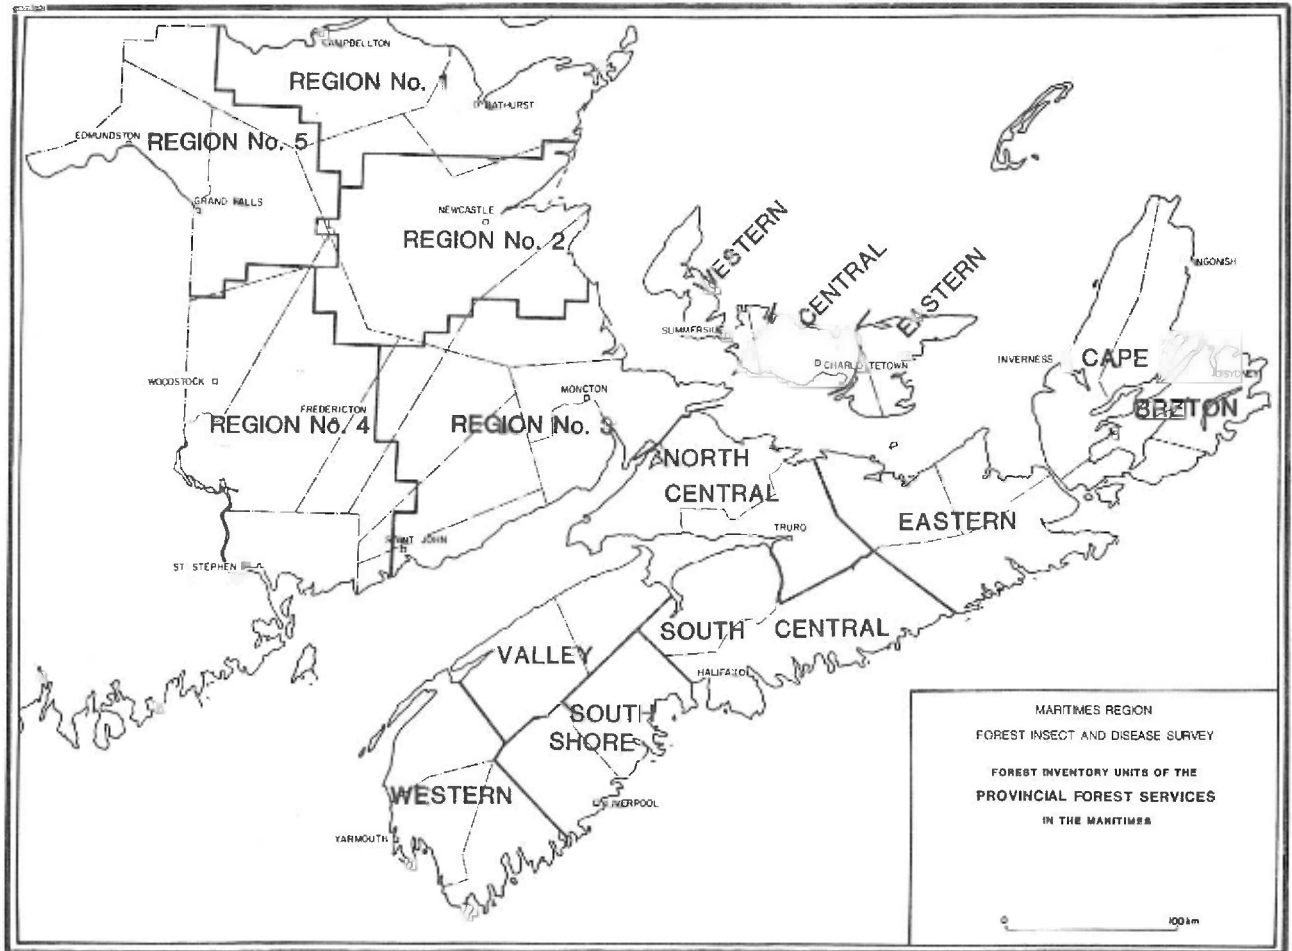 CAMPBELLTON
REGION No. 1
BATHURST
EDMUNDSTON
REGION No. 5
GRAND FALLS
NEWCASTLE
REGION No. 2
WESTERN
CENTRAL
EASTERN
INGONISH
SUMMERSIDE
CHARLOTTETOWN
INVERNESS
CAPE
SYDNEY
BRETON
WOODSTOCK
MONCTON
FREDERICTON
REGION No. 4
REGION No. 3
NORTH
CENTRAL
EASTERN
TRURO
SAINT JOHN
ST STEPHEN
VALLEY
SOUTH CENTRAL
HALIFAX
SOUTH
SHORE
WESTERN
LIVERPOOL
YARMOUTH
MARITIMES REGION
FOREST INSECT AND DISEASE SURVEY
FOREST INVENTORY UNITS OF THE
PROVINCIAL FOREST SERVICES
IN THE MARITIMES
0 100 km